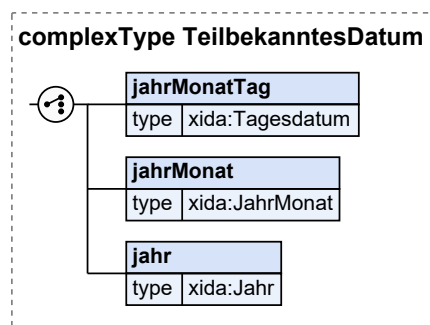 complexType TeilbekanntesDatum
jahrMonatTag
type xida:Tagesdatum
jahrMonat
type xida:JahrMonat
jahr
type xida:Jahr